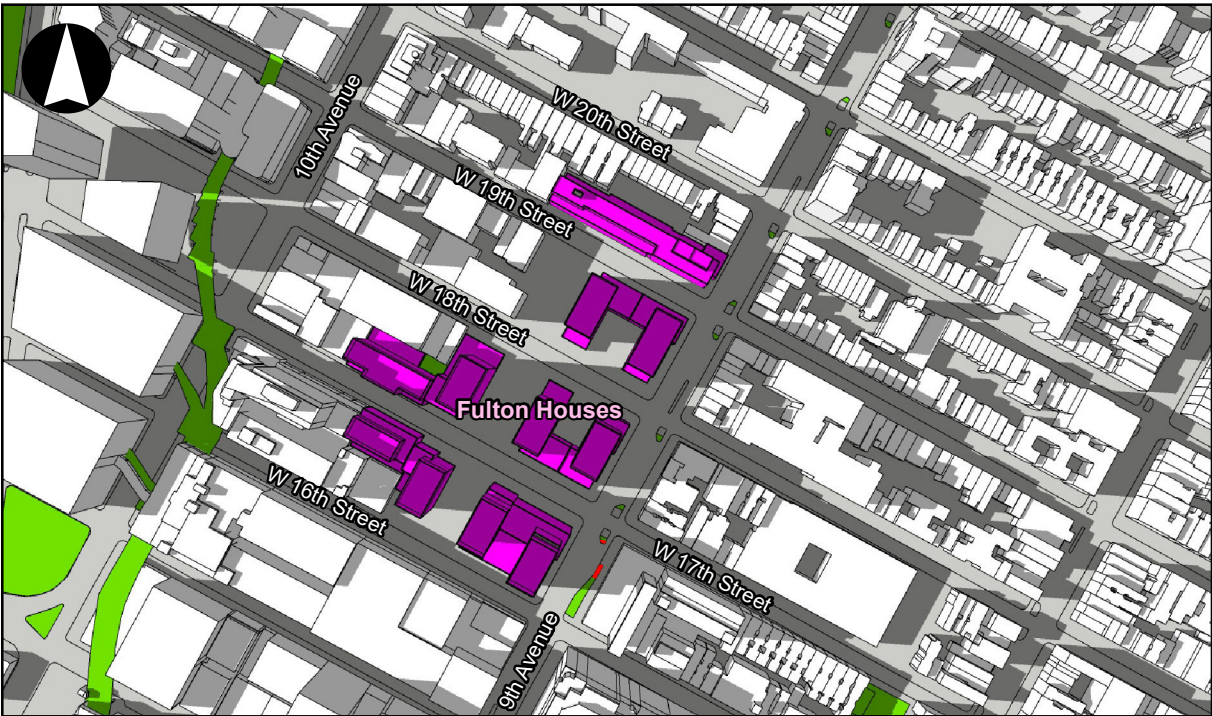 10th Avenue
W 20th Street
W 19th Street
W 18th Street
Fulton Houses
W 16th Street
W 17th Street
9th Avenue